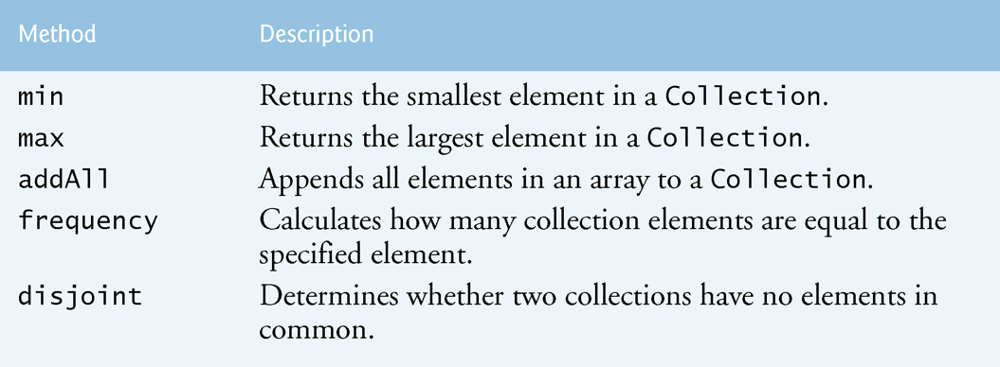 Method Description
min Returns the smallest element in a Collection.
max Returns the largest element in a Collection.
addAll Appends all elements in an array to a Collection.
frequency Calculates how many collection elements are equal to the
specified element.
disjoint Determines whether two collections have no elements in
common.